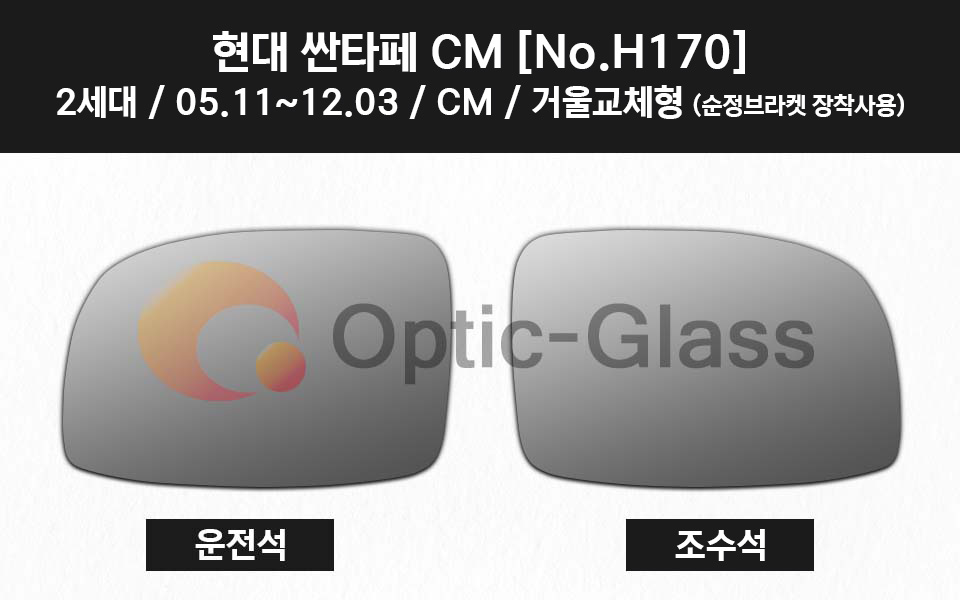 현대 싼타페 CM [No.H170]
2세대 / 05.11~12.03 / CM / 거울교체형 (순정브라켓 장착사용)
Optic-Glass
운전석
조수석